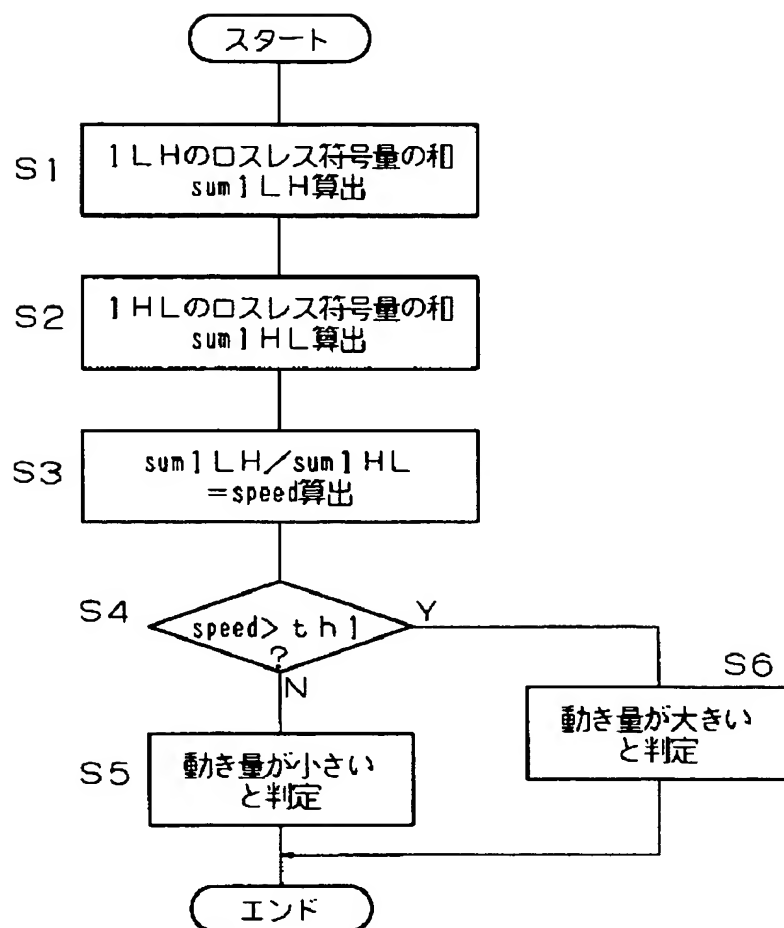 スタート
S1
1LHのロスレス符号量の和
sum1LH算出
S2
1HLのロスレス符号量の和
sum1HL算出
S3
sum1LH/sum1HL
=speed算出
S4
speed>th1
?
Y
N
S5
動き量が小さい
と判定
S6
動き量が大きい
と判定
エンド